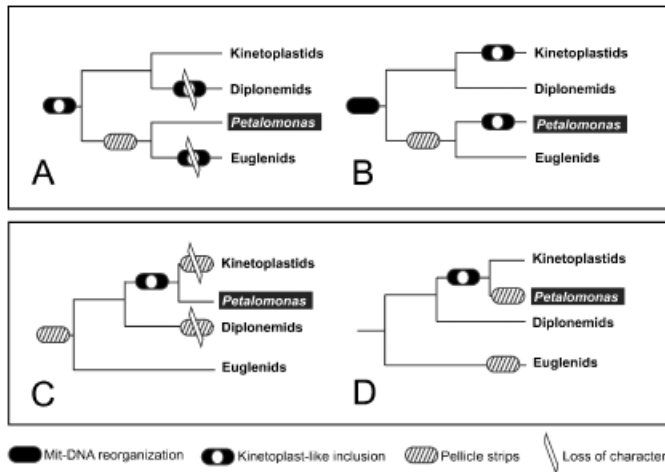 Kinetoplastids
Diplonemids
Petalomonas
Euglenids
A
Kinetoplastids
Diplonemids
Petalomonas
Euglenids
B
Kinetoplastids
Petalomonas
Diplonemids
Euglenids
C
Kinetoplastids
Petalomonas
Diplonemids
Euglenids
D
Mit-DNA reorganization Kinetoplast-like inclusion Pellicle strips Loss of character